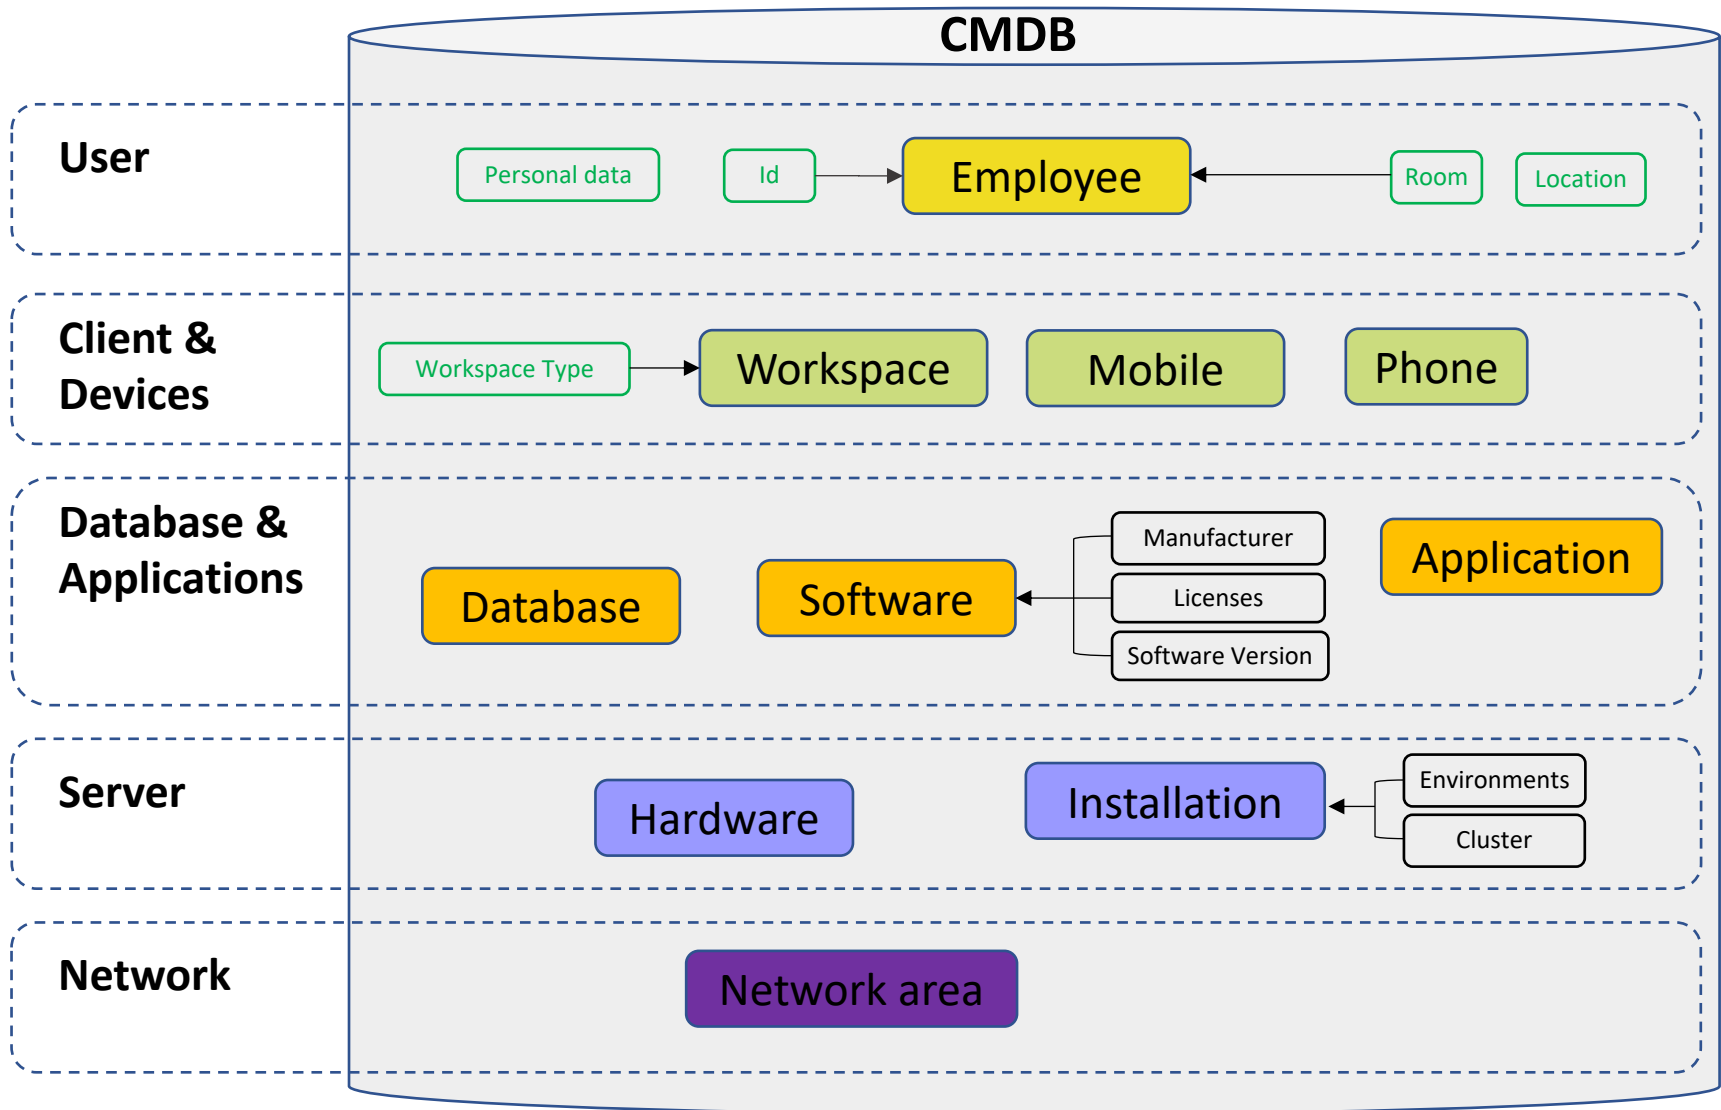 CMDB
User
Personal data
Id
Employee
Room
Location
Client &
Devices
Workspace Type
Workspace
Mobile
Phone
Database &
Applications
Database
Software
Manufacturer
Licenses
Software Version
Application
Server
Hardware
Installation
Environments
Cluster
Network
Network area